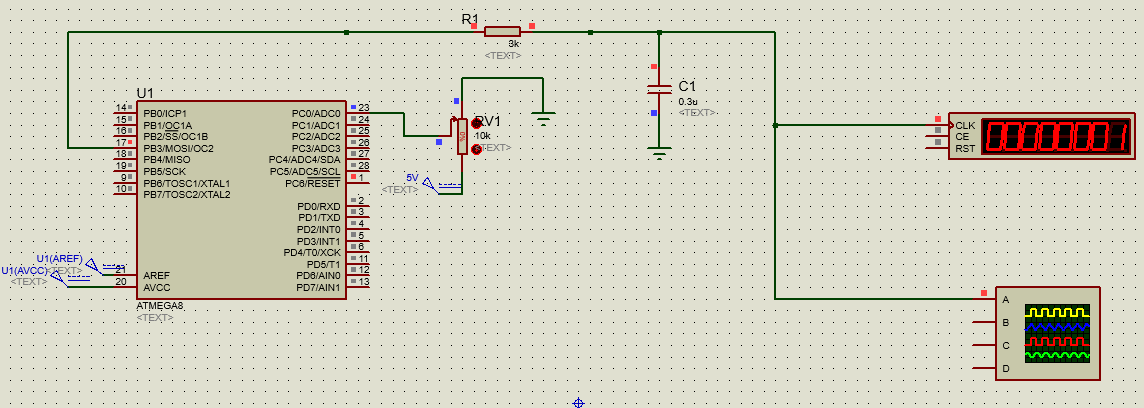 R1
3k
<TEXT>
U1
14 PB0/ICP1 PC0/ADC0 23
15 PB1/OC1A PC1/ADC1 24
16 PB2/SS/OC1B PC2/ADC2 25
17 PB3/MOSI/OC2 PC3/ADC3 26
18 PB4/MISO PC4/ADC4/SDA 27
19 PB5/SCK PC5/ADC5/SCL 28
9 PB6/TOSC1/XTAL1 PC6/RESET 1
10 PB7/TOSC2/XTAL2
PD0/RXD 2
PD1/TXD 3
PD2/INT0 4
PD3/INT1 5
PD4/T0/XCK 6
PD5/T1 11
21 AREF PD6/AIN0 12
20 AVCC PD7/AIN1 13
ATMEGA8
<TEXT>
U1(AREF)
<TEXT>
U1(AVCC)
<TEXT>
RV1
10k
<TEXT>
5V
<TEXT>
C1
0.3u
<TEXT>
CLK
CE
RST
0000001
A
B
C
D